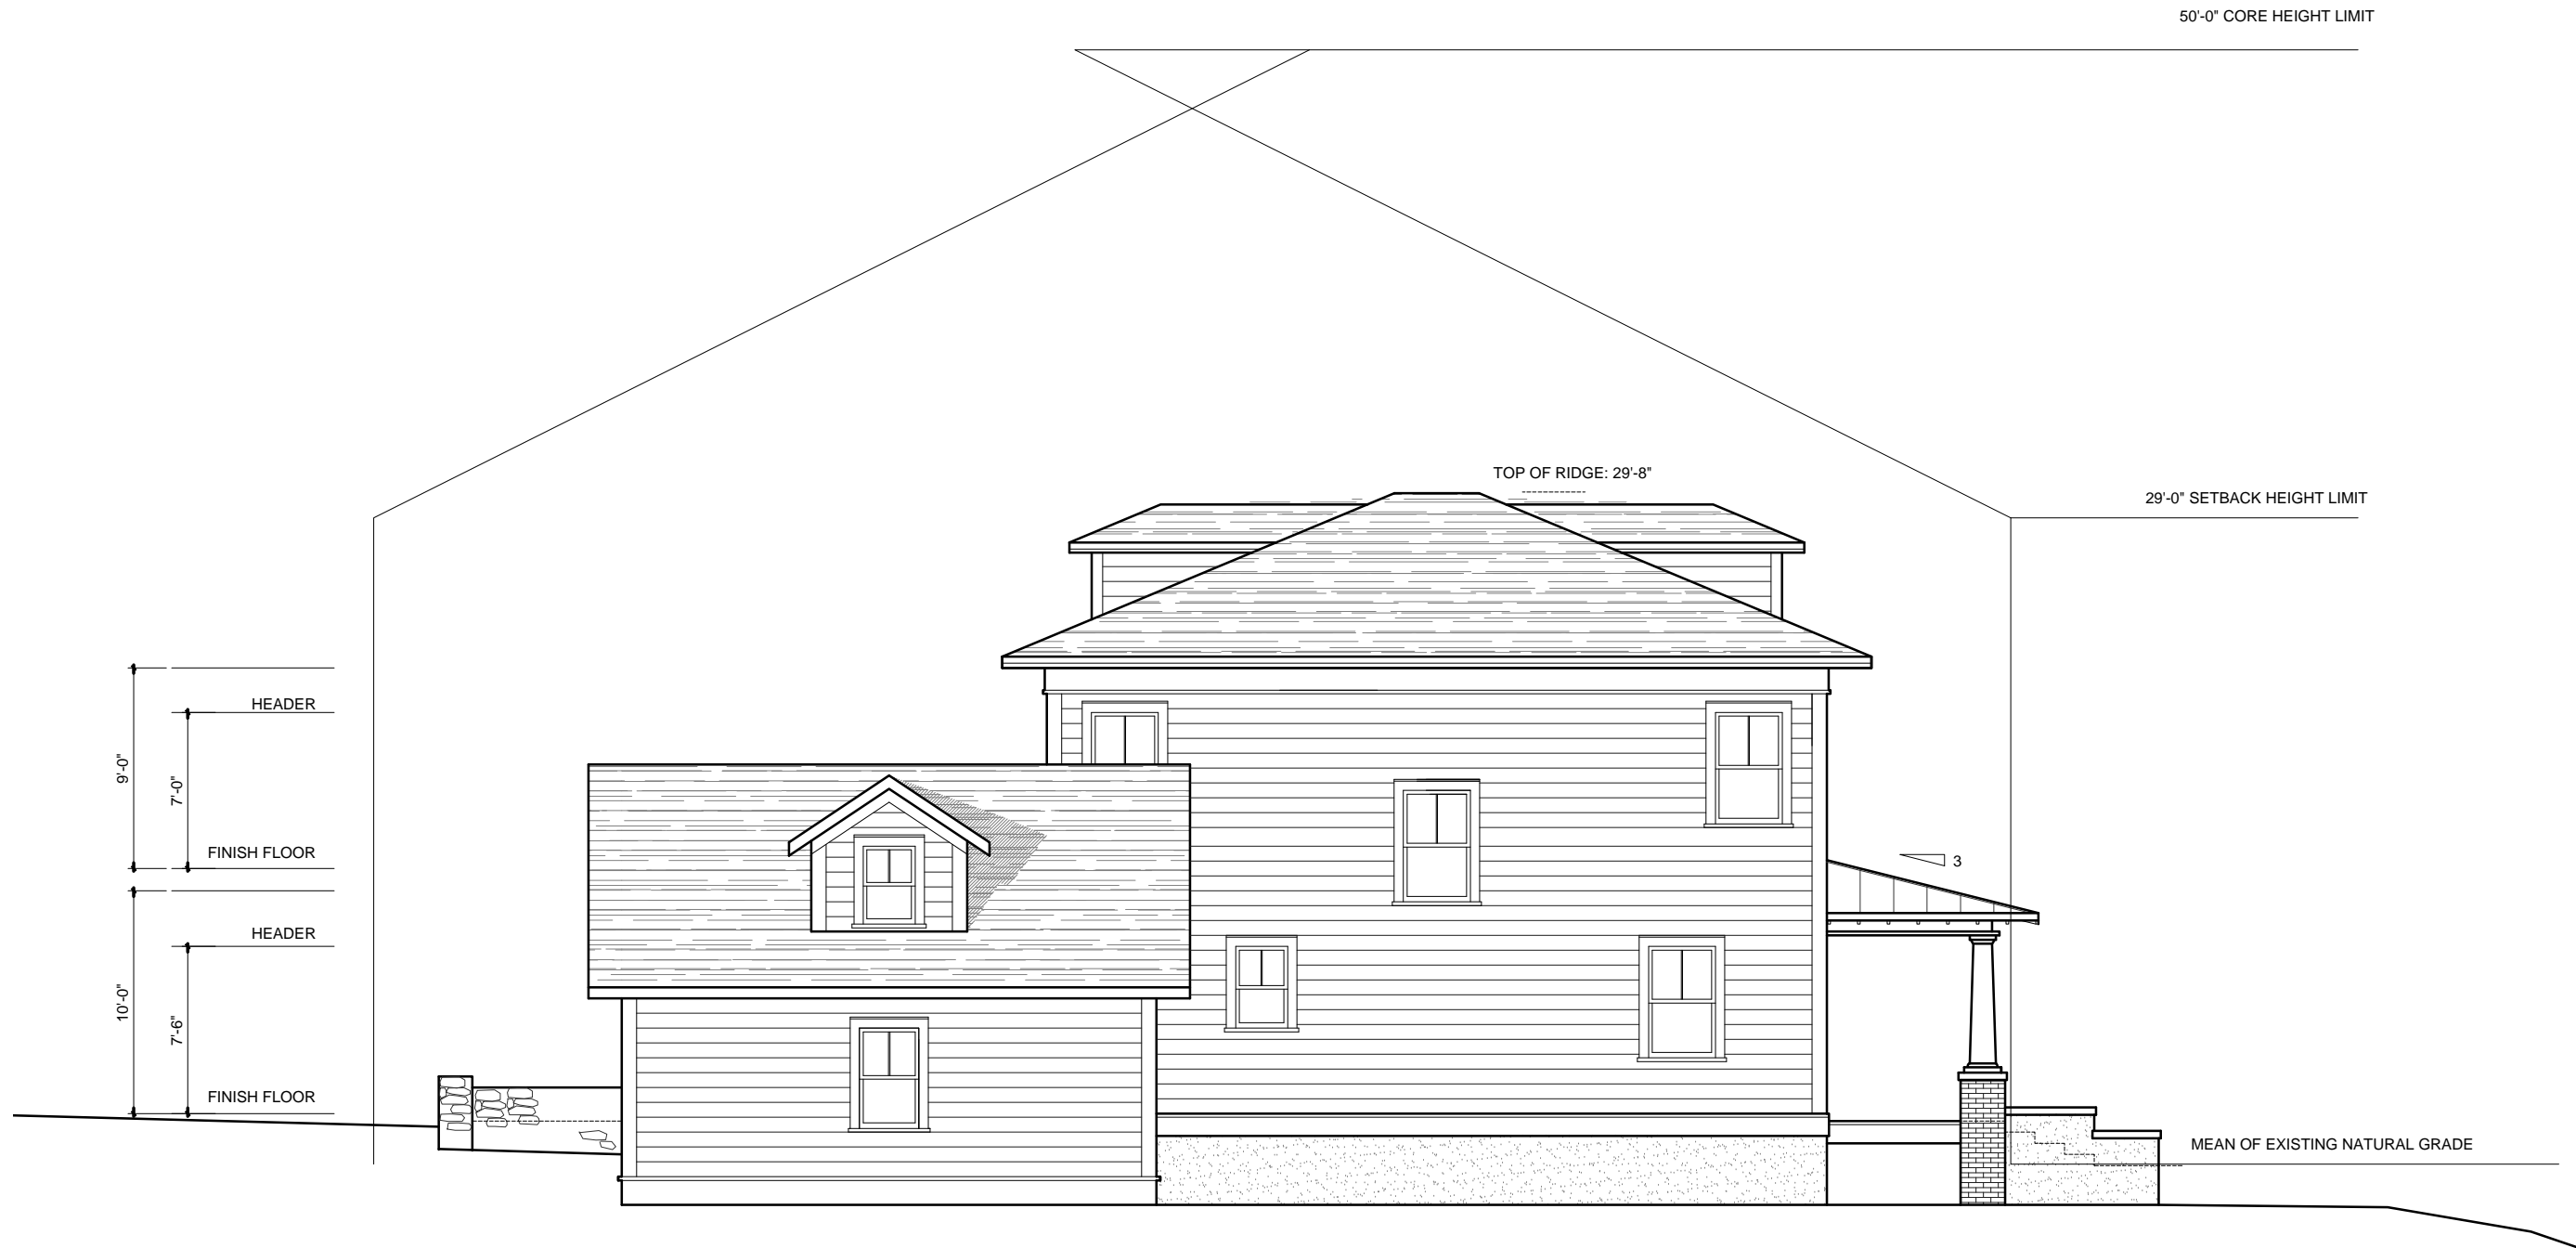 50'-0" CORE HEIGHT LIMIT
TOP OF RIDGE: 29'-8"
29'-0" SETBACK HEIGHT LIMIT
HEADER
9'-0"
7'-0"
FINISH FLOOR
3
HEADER
10'-0"
7'-6"
FINISH FLOOR
MEAN OF EXISTING NATURAL GRADE